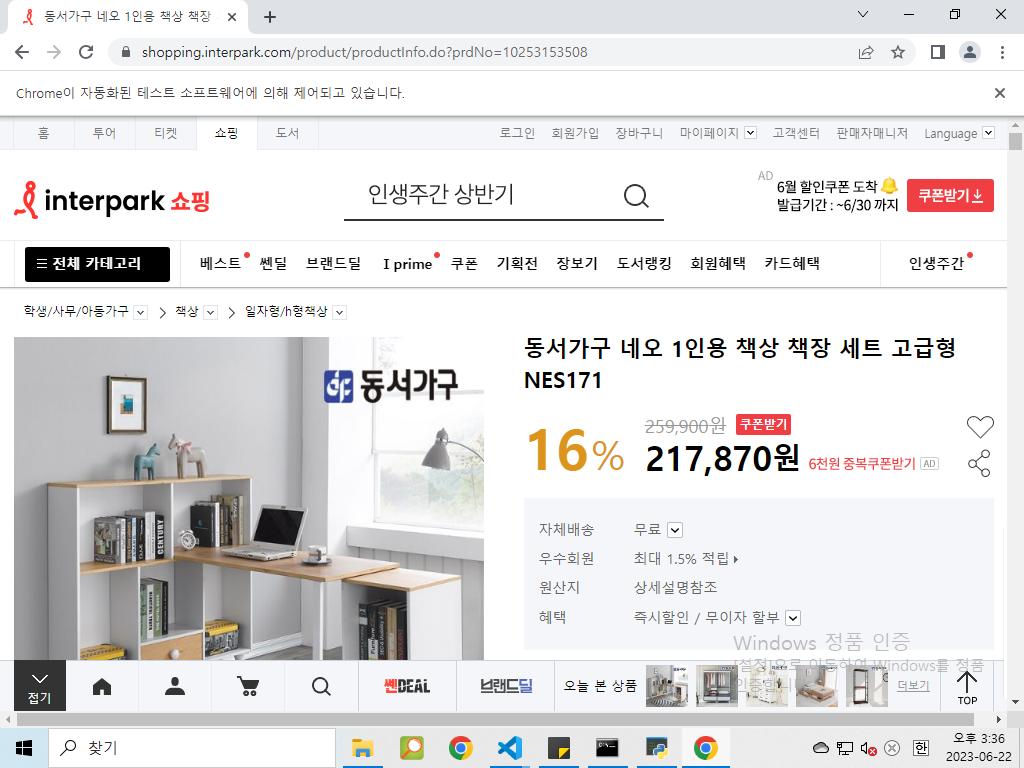 동서가구 네오 1인용 책상 책장
shopping.interpark.com/product/productInfo.do?prdNo=10253153508
Chrome이 자동화된 테스트 소프트웨어에 의해 제어되고 있습니다.
홈 투어 티켓 쇼핑 도서 로그인 회원가입 장바구니 마이페이지 고객센터 판매자매니저 Language
interpark 쇼핑
인생주간 상반기
AD
6월 할인쿠폰 도착
발급기간 : ~6/30 까지
쿠폰받기
전체 카테고리 베스트 쎈딜 브랜드딜 I prime 쿠폰 기획전 장보기 도서랭킹 회원혜택 카드혜택 인생주간
학생/사무/아동가구 책상 일자형/h형책상
동서가구
동서가구 네오 1인용 책상 책장 세트 고급형
NES171
16%
259,900원 쿠폰받기
217,870원 6천원 중복쿠폰받기 AD
자체배송 무료
우수회원 최대 1.5% 적립
원산지 상세설명참조
혜택 즉시할인 / 무이자 할부
Windows 정품 인증
[설정]으로 이동하여 Windows를 정품
인증합니
접기
쎈DEAL
브랜드딜
오늘 본 상품
더보기
TOP
찾기
한
오후 3:36
2023-06-22